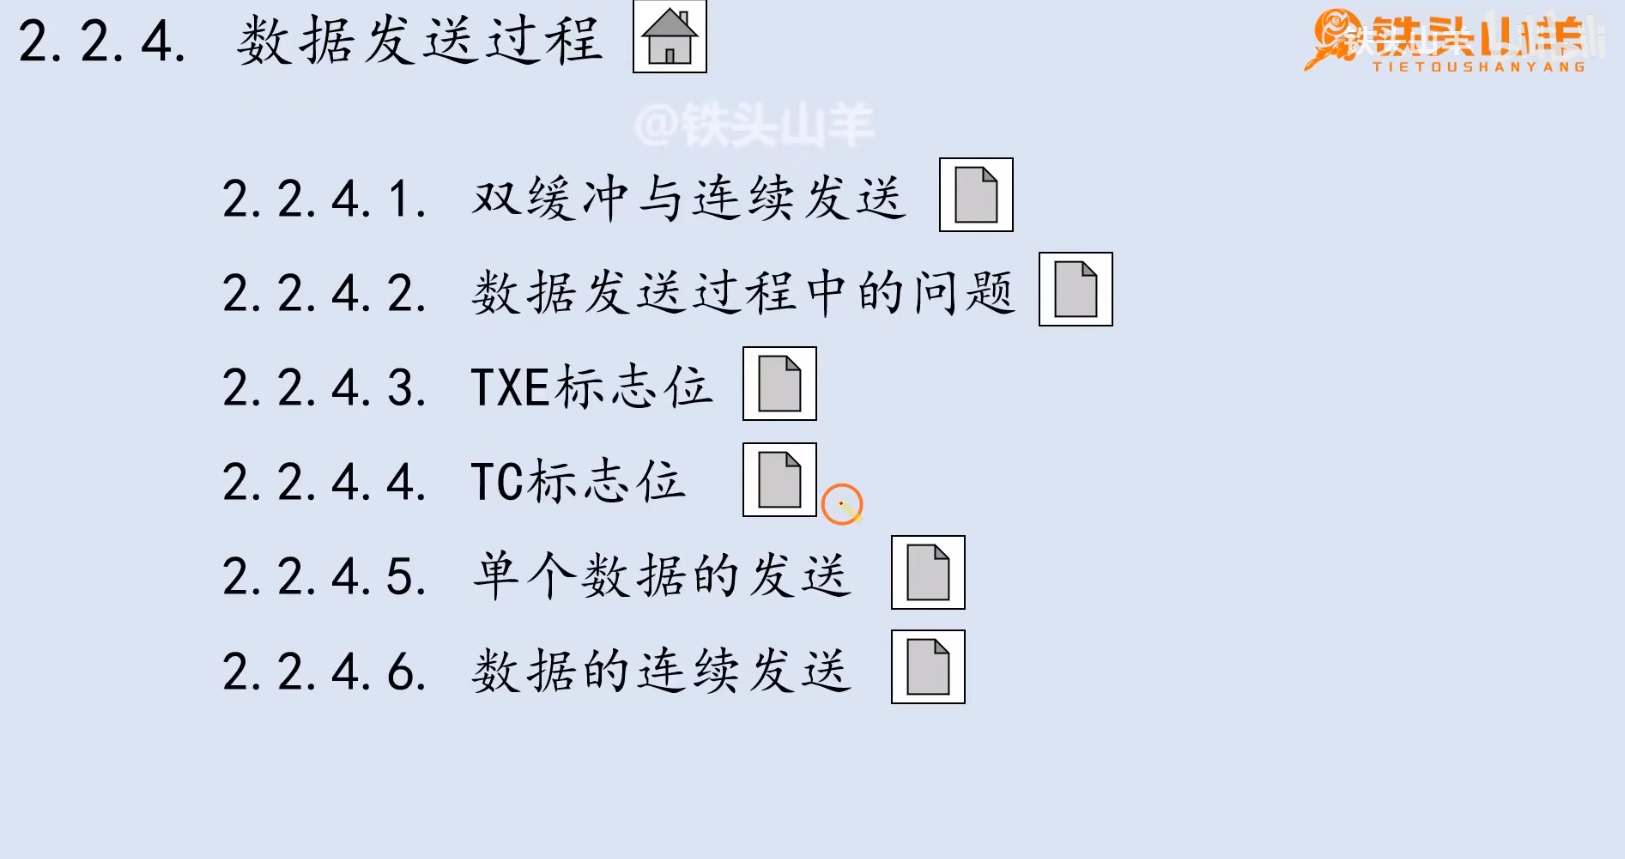 2.2.4. 数据发送过程
铁头山羊
TIETOUSHANYANG
@铁头山羊
2.2.4.1. 双缓冲与连续发送
2.2.4.2. 数据发送过程中的问题
2.2.4.3. TXE标志位
2.2.4.4. TC标志位
2.2.4.5. 单个数据的发送
2.2.4.6. 数据的连续发送